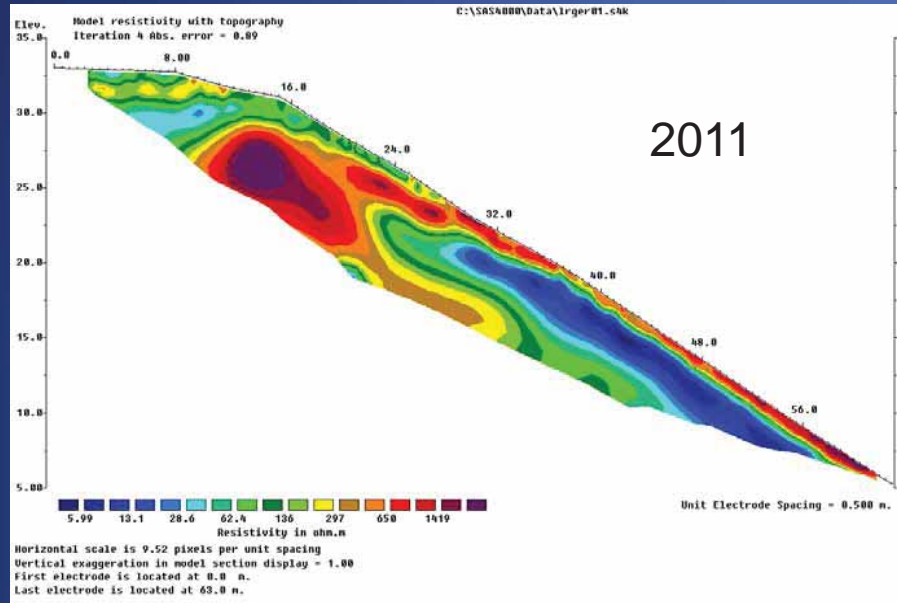 C:\SAS4000\Data\lrger01.s4k
Elev. Model resistivity with topography
Iteration 4 Abs. error = 0.89
35.0
0.0 8.00
16.0
30.0
2011
24.0
25.0
32.0
20.0
40.0
15.0
48.0
10.0
56.0
5.00
5.99 13.1 28.6 62.4 136 297 650 1419
Unit Electrode Spacing = 0.500 m.
Resistivity in ohm.m
Horizontal scale is 9.52 pixels per unit spacing
Vertical exaggeration in model section display = 1.00
First electrode is located at 0.0 m.
Last electrode is located at 63.0 m.